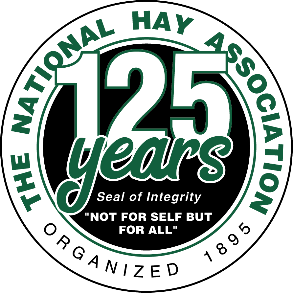 THE NATIONAL HAY ASSOCIATION
125
years
Seal of Integrity
"NOT FOR SELF BUT
FOR ALL"
ORGANIZED 1895